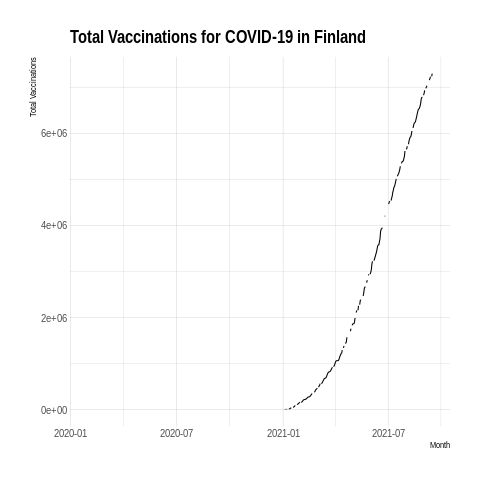 Total Vaccinations for COVID-19 in Finland
Total Vaccinations
6e+06
4e+06
2e+06
0e+00
2020-01 2020-07 2021-01 2021-07
Month